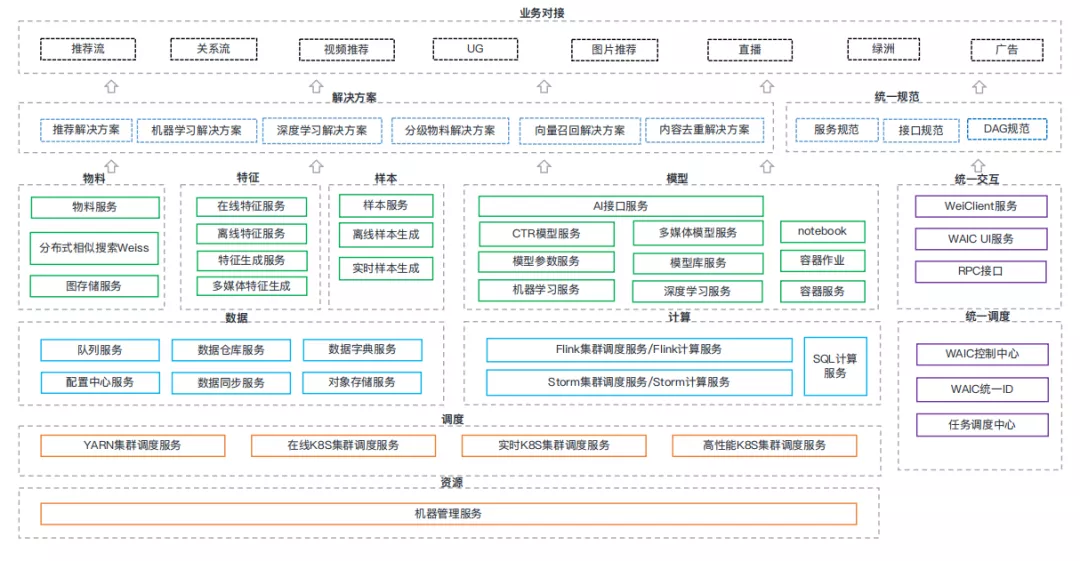 业务对接
推荐流
关系流
视频推荐
UG
图片推荐
直播
绿洲
广告
解决方案
推荐解决方案
机器学习解决方案
深度学习解决方案
分级物料解决方案
向量召回解决方案
内容去重解决方案
统一规范
服务规范
接口规范
DAG规范
物料
物料服务
分布式相似搜索Weiss
图存储服务
特征
在线特征服务
离线特征服务
特征生成服务
多媒体特征生成
样本
样本服务
离线样本生成
实时样本生成
模型
AI接口服务
CTR模型服务
多媒体模型服务
notebook
模型参数服务
模型库服务
容器作业
机器学习服务
深度学习服务
容器服务
统一交互
WeiClient服务
WAIC UI服务
RPC接口
数据
队列服务
数据仓库服务
数据字典服务
配置中心服务
数据同步服务
对象存储服务
计算
Flink集群调度服务/Flink计算服务
Storm集群调度服务/Storm计算服务
SQL计算
服务
统一调度
WAIC控制中心
WAIC统一ID
任务调度中心
调度
YARN集群调度服务
在线K8S集群调度服务
实时K8S集群调度服务
高性能K8S集群调度服务
资源
机器管理服务